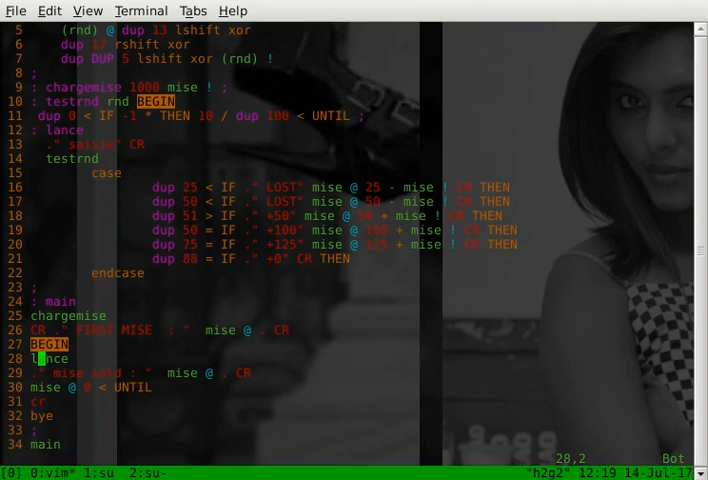 File Edit View Terminal Tabs Help
5 (rnd) @ dup 13 lshift xor
6 dup 17 rshift xor
7 dup DUP 5 lshift xor (rnd) !
8 ;
9 : chargemise 1000 mise ! ;
10 : testrnd rnd BEGIN
11 dup 0 < IF -1 * THEN 10 / dup 100 < UNTIL ;
12 : lance
13 ." saisie" CR
14 testrnd
15 case
16 dup 25 < IF ." LOST" mise @ 25 - mise ! CR THEN
17 dup 50 < IF ." LOST" mise @ 50 - mise ! CR THEN
18 dup 51 > IF ." +50" mise @ 50 + mise ! CR THEN
19 dup 50 = IF ." +100" mise @ 100 + mise ! CR THEN
20 dup 75 = IF ." +125" mise @ 125 + mise ! CR THEN
21 dup 88 = IF ." +0" CR THEN
22 endcase
23 ;
24 : main
25 chargemise
26 CR ." FIRST MISE : " mise @ . CR
27 BEGIN
28 lance
29 ." mise sold : " mise @ . CR
30 mise @ 0 < UNTIL
31 cr
32 bye
33 ;
34 main
28,2 Bot
[0] 0:vim* 1:su 2:su- "h2g2" 12:19 14-Jul-17